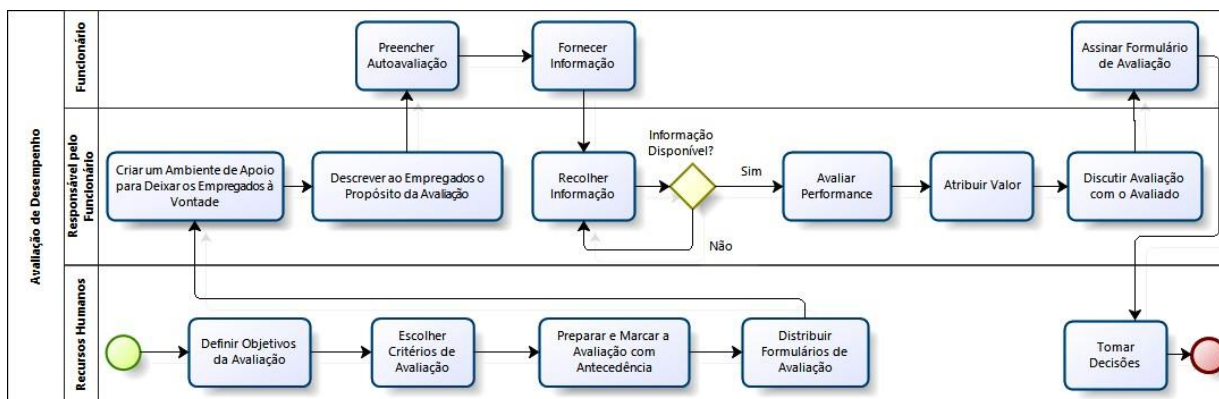 Avaliação de Desempenho
Funcionário
Preencher
Autoavaliação
Fornecer
Informação
Assinar Formulário
de Avaliação
Responsável pelo
Funcionário
Criar um Ambiente de Apoio
para Deixar os Empregados à
Vontade
Descrever ao Empregados o
Propósito da Avaliação
Recolher
Informação
Informação
Disponível?
Sim
Não
Avaliar
Performance
Atribuir Valor
Discutir Avaliação
com o Avaliado
Recursos Humanos
Definir Objetivos
da Avaliação
Escolher
Critérios de
Avaliação
Preparar e Marcar a
Avaliação com
Antecedência
Distribuir
Formulários de
Avaliação
Tomar
Decisões